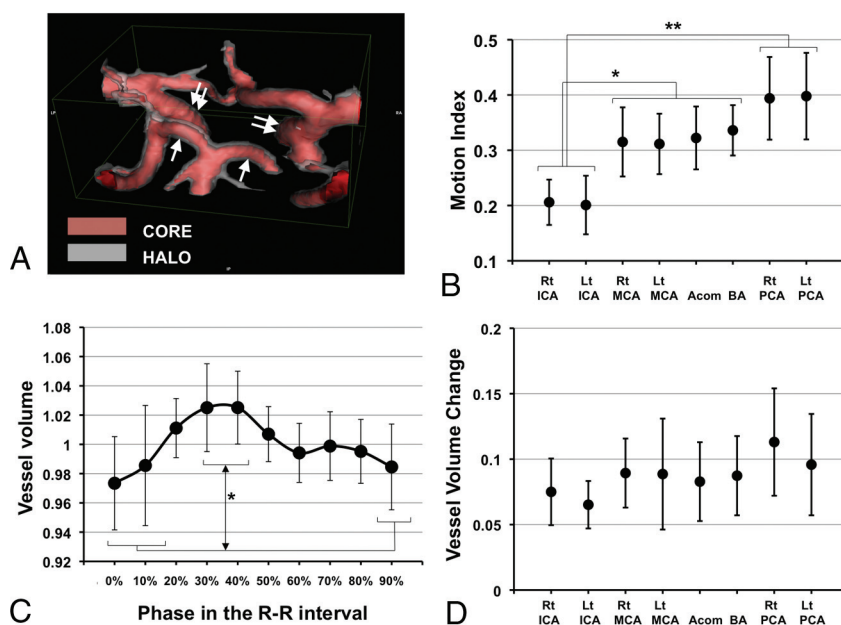 A
CORE
HALO
LP
BA
IP
B
Motion Index
0.5
0.4
0.3
0.2
0.1
**
*
Rt Lt Rt Lt Rt Lt
ICA ICA MCA MCA Acom BA PCA PCA
C
Vessel volume
1.08
1.06
1.04
1.02
1
0.98
0.96
0.94
0.92
*
0% 10% 20% 30% 40% 50% 60% 70% 80% 90%
Phase in the R-R interval
D
Vessel Volume Change
0.2
0.15
0.1
0.05
0
Rt Lt Rt Lt Rt Lt
ICA ICA MCA MCA Acom BA PCA PCA